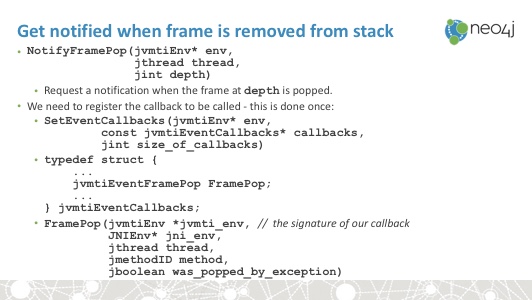 Get notified when frame is removed from stack
neo4j
• NotifyFramePop(jvmtiEnv* env,
jthread thread,
jint depth)
• Request a notification when the frame at depth is popped.
• We need to register the callback to be called - this is done once:
• SetEventCallbacks(jvmtiEnv* env,
const jvmtiEventCallbacks* callbacks,
jint size_of_callbacks)
• typedef struct {
...
jvmtiEventFramePop FramePop;
...
} jvmtiEventCallbacks;
• FramePop(jvmtiEnv *jvmti_env, // the signature of our callback
JNIEnv* jni_env,
jthread thread,
jmethodID method,
jboolean was_popped_by_exception)